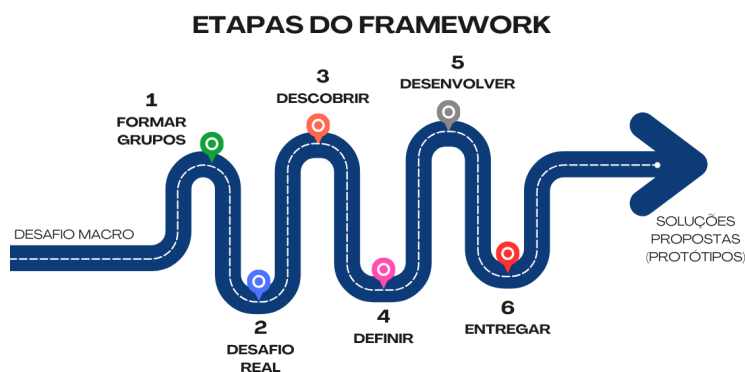 ETAPAS DO FRAMEWORK
DESAFIO MACRO
1
FORMAR
GRUPOS
2
DESAFIO
REAL
3
DESCOBRIR
4
DEFINIR
5
DESENVOLVER
6
ENTREGAR
SOLUÇÕES
PROPOSTAS
(PROTÓTIPOS)